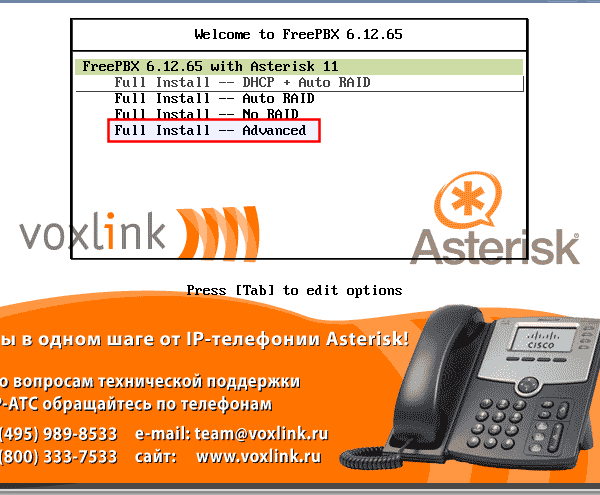 Welcome to FreePBX 6.12.65
FreePBX 6.12.65 with Asterisk 11
Full Install -- DHCP + Auto RAID
Full Install -- Auto RAID
Full Install -- No RAID
Full Install -- Advanced
voxlink
Asterisk
Press [Tab] to edit options
ы в одном шаге от IP-телефонии Asterisk!
о вопросам технической поддержки
P-АТС обращайтесь по телефонам
(495) 989-8533 e-mail: team@voxlink.ru
(800) 333-7533 сайт: www.voxlink.ru
CISCO